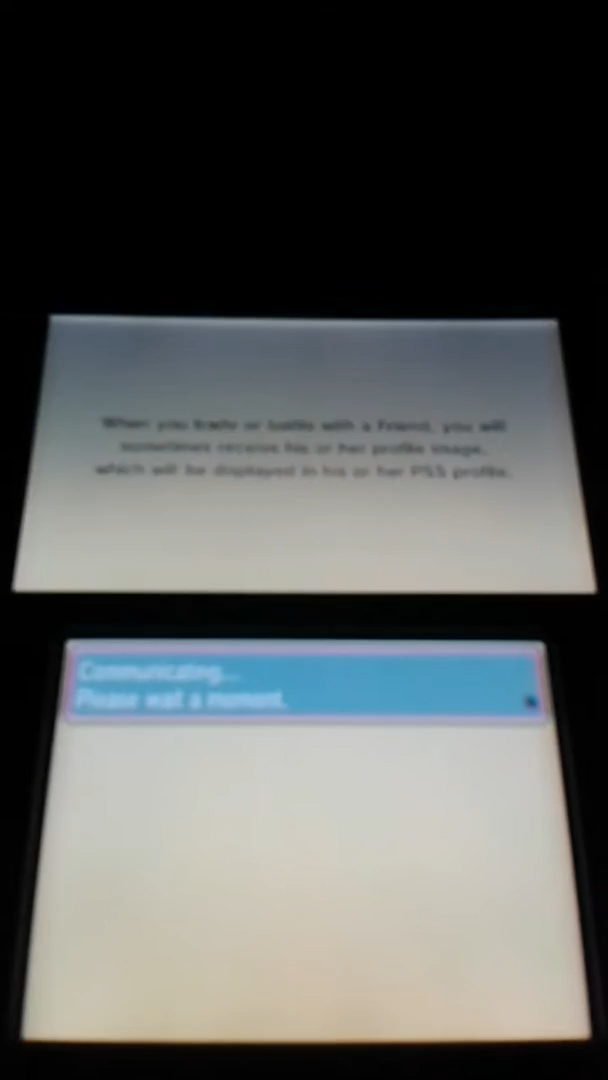 When you trade or battle with a Friend, you will
sometimes receive his or her profile image,
which will be displayed in his or her PSS profile.
Communicating...
Please wait a moment.